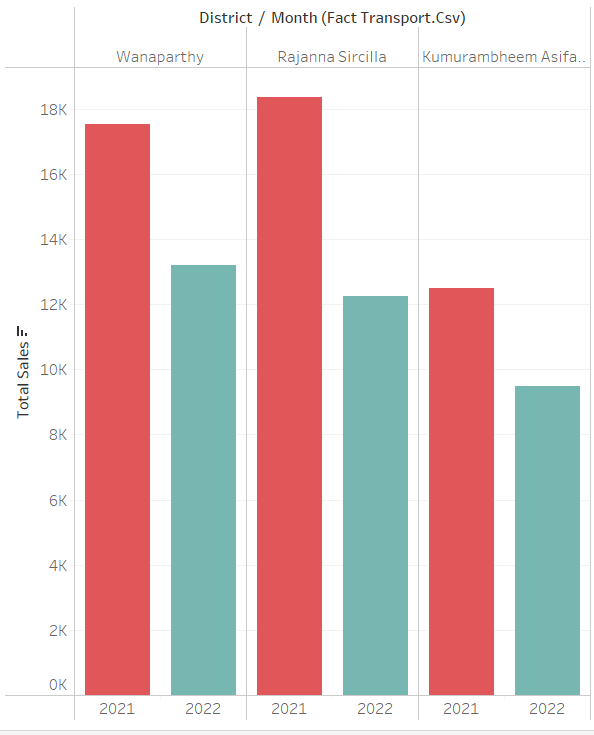 District / Month (Fact Transport.Csv)
Wanaparthy Rajanna Sircilla Kumurambheem Asifa..
18K
16K
14K
12K
10K
8K
6K
4K
2K
0K
Total Sales
2021 2022 2021 2022 2021 2022